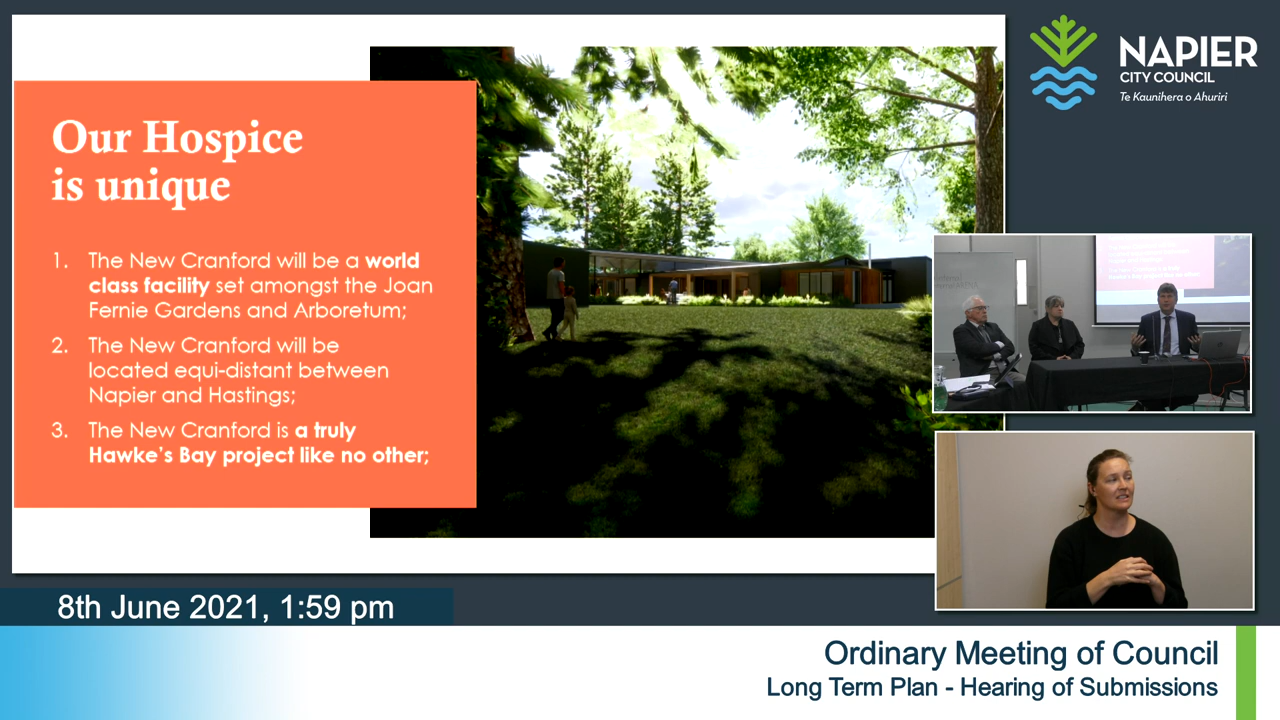 Our Hospice
is unique
1. The New Cranford will be a world
class facility set amongst the Joan
Fernie Gardens and Arboretum;
2. The New Cranford will be
located equi-distant between
Napier and Hastings;
3. The New Cranford is a truly
Hawke's Bay project like no other;
NAPIER
CITY COUNCIL
Te Kaunihera o Ahuriri
8th June 2021, 1:59 pm
Ordinary Meeting of Council
Long Term Plan - Hearing of Submissions